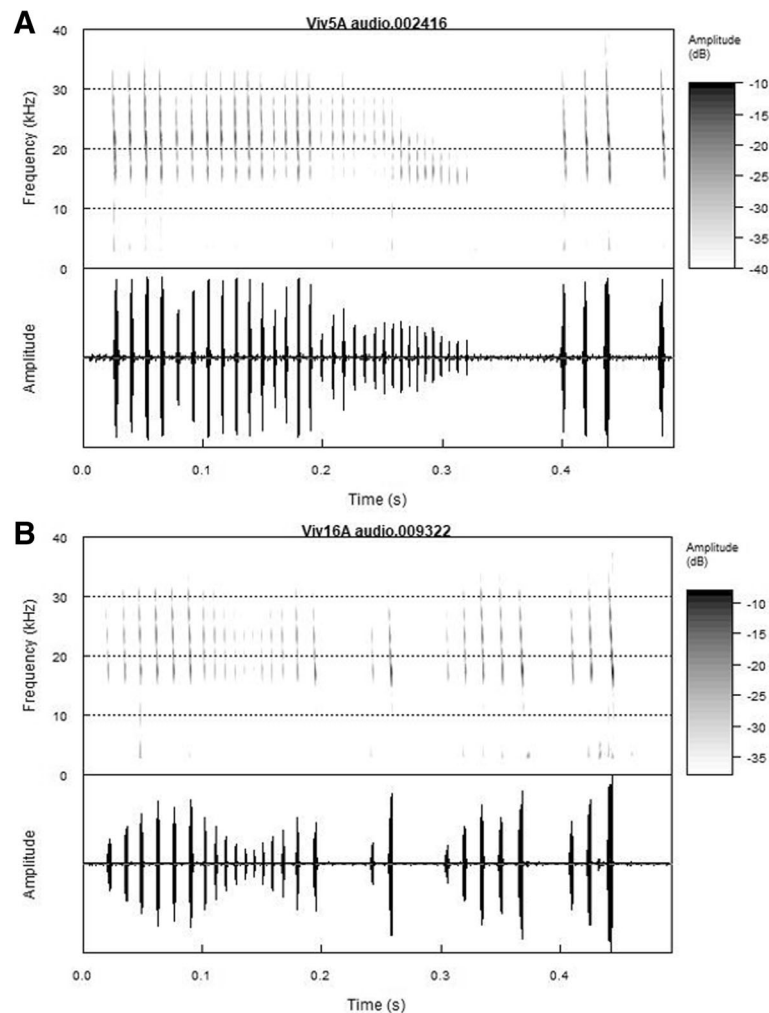 A
Viv5A audio.002416
Amplitude
(dB)
40
30
20
10
0
Frequency (kHz)
-10
-15
-20
-25
-30
-35
-40
Amplitude
0.0 0.1 0.2 0.3 0.4
Time (s)
B
Viv16A audio.009322
Amplitude
(dB)
40
30
20
10
0
Frequency (kHz)
-10
-15
-20
-25
-30
-35
Amplitude
0.0 0.1 0.2 0.3 0.4
Time (s)